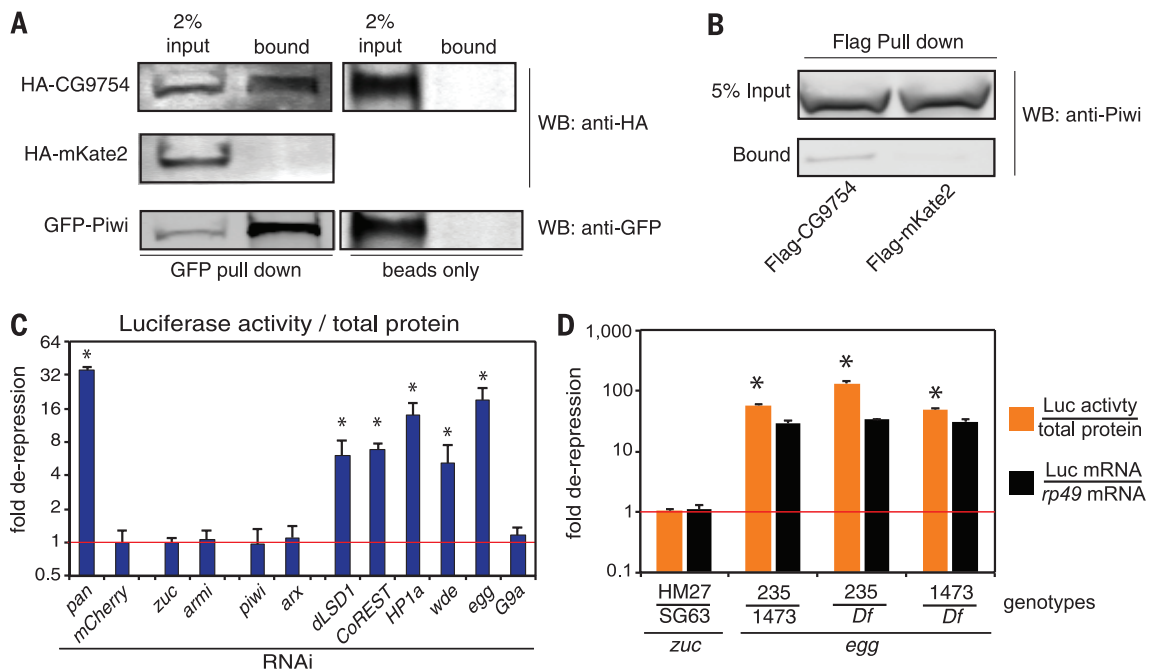 A
2%
input
bound
2%
input
bound
HA-CG9754
HA-mKate2
WB: anti-HA
GFP-Piwi
WB: anti-GFP
GFP pull down
beads only
B
Flag Pull down
5% Input
Bound
WB: anti-Piwi
Flag-CG9754
Flag-mKate2
C
Luciferase activity / total protein
fold de-repression
64
32
16
8
4
2
1
0.5
*
*
*
*
*
*
pan
mCherry
zuc
armi
piwi
arx
dLSD1
CoREST
HP1a
wde
egg
G9a
RNAi
D
fold de-repression
1,000
100
10
1
0.1
*
*
*
HM27
SG63
235
1473
235
Df
1473
Df
genotypes
zuc
egg
Luc activty
total protein
Luc mRNA
rp49 mRNA